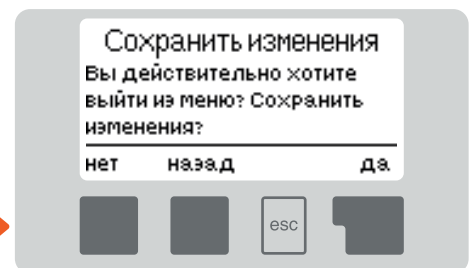 Сохранить изменения
Вы действительно хотите
выйти из меню? Сохранить
изменения?
нет назад да
esc